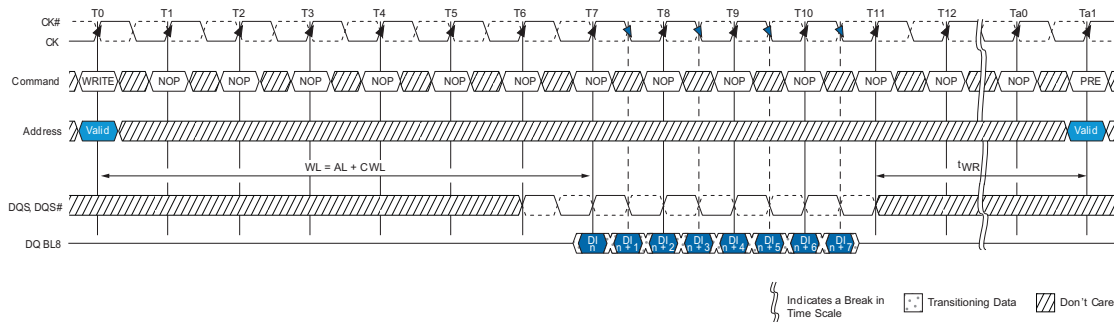 T0 T1 T2 T3 T4 T5 T6 T7 T8 T9 T10 T11 T12 Ta0 Ta1
CK#
CK
Command WRITE NOP NOP NOP NOP NOP NOP NOP NOP NOP NOP NOP NOP NOP PRE
Address Valid Valid
WL = AL + CWL tWR
DQS, DQS#
DQ BL8 DI n DI n + 1 DI n + 2 DI n + 3 DI n + 4 DI n + 5 DI n + 6 DI n + 7
Indicates a Break in
Time Scale
Transitioning Data
Don't Care